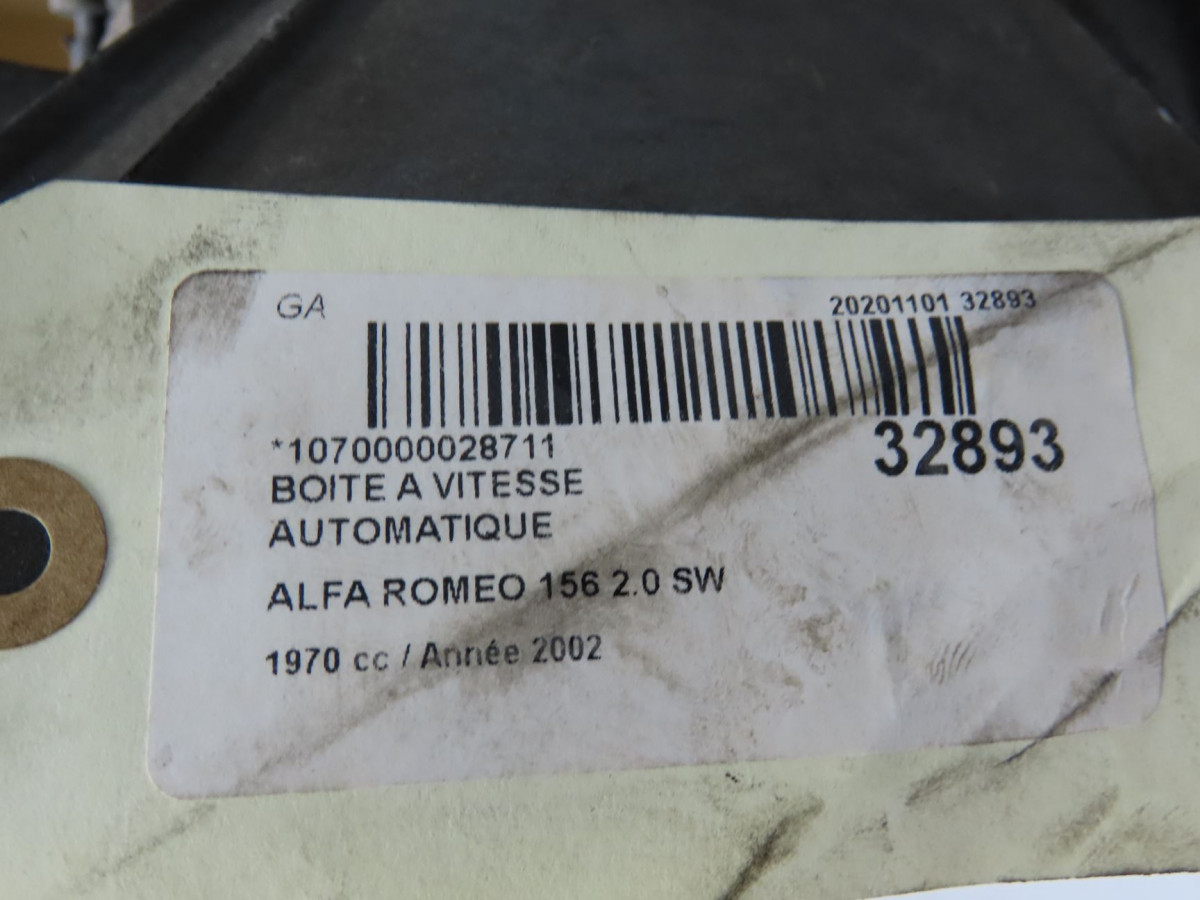 GA 20201101 32893
*1070000028711 32893
BOITE A VITESSE
AUTOMATIQUE
ALFA ROMEO 156 2.0 SW
1970 cc / Année 2002